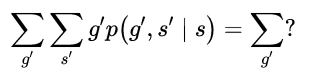 ∑_{g'} ∑_{s'} g'p(g', s' | s) = ∑_{g'} ?